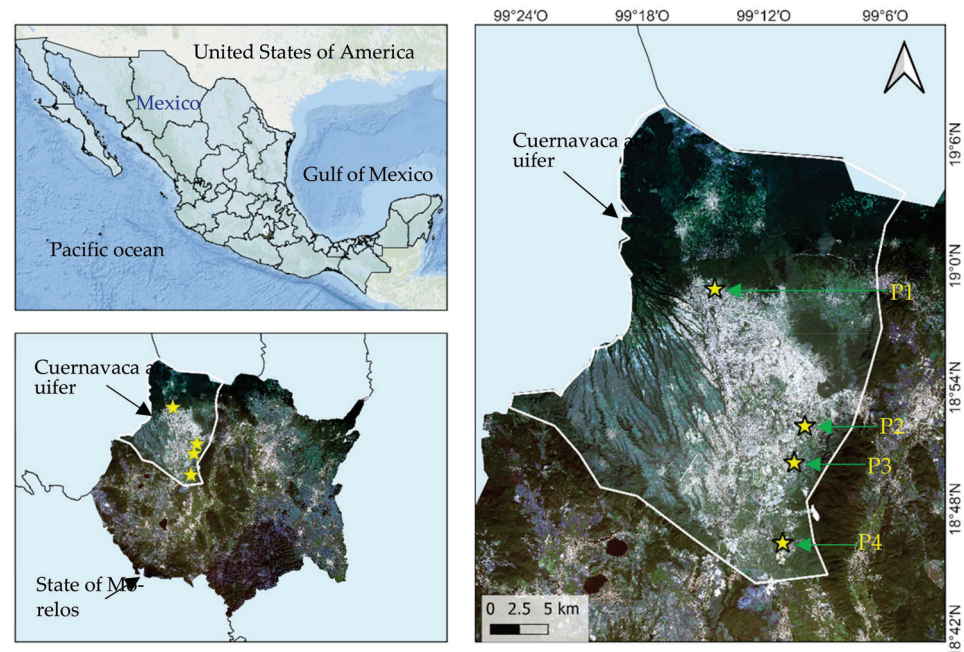 United States of America
Mexico
Gulf of Mexico
Pacific ocean
Cuernavaca a
uifer
State of Mo-
relos
99°24′O 99°18′O 99°12′O 99°6′O
Cuernavaca a
uifer
P1
P2
P3
P4
19°6′N
19°0′N
18°54′N
18°48′N
18°42′N
0 2.5 5 km